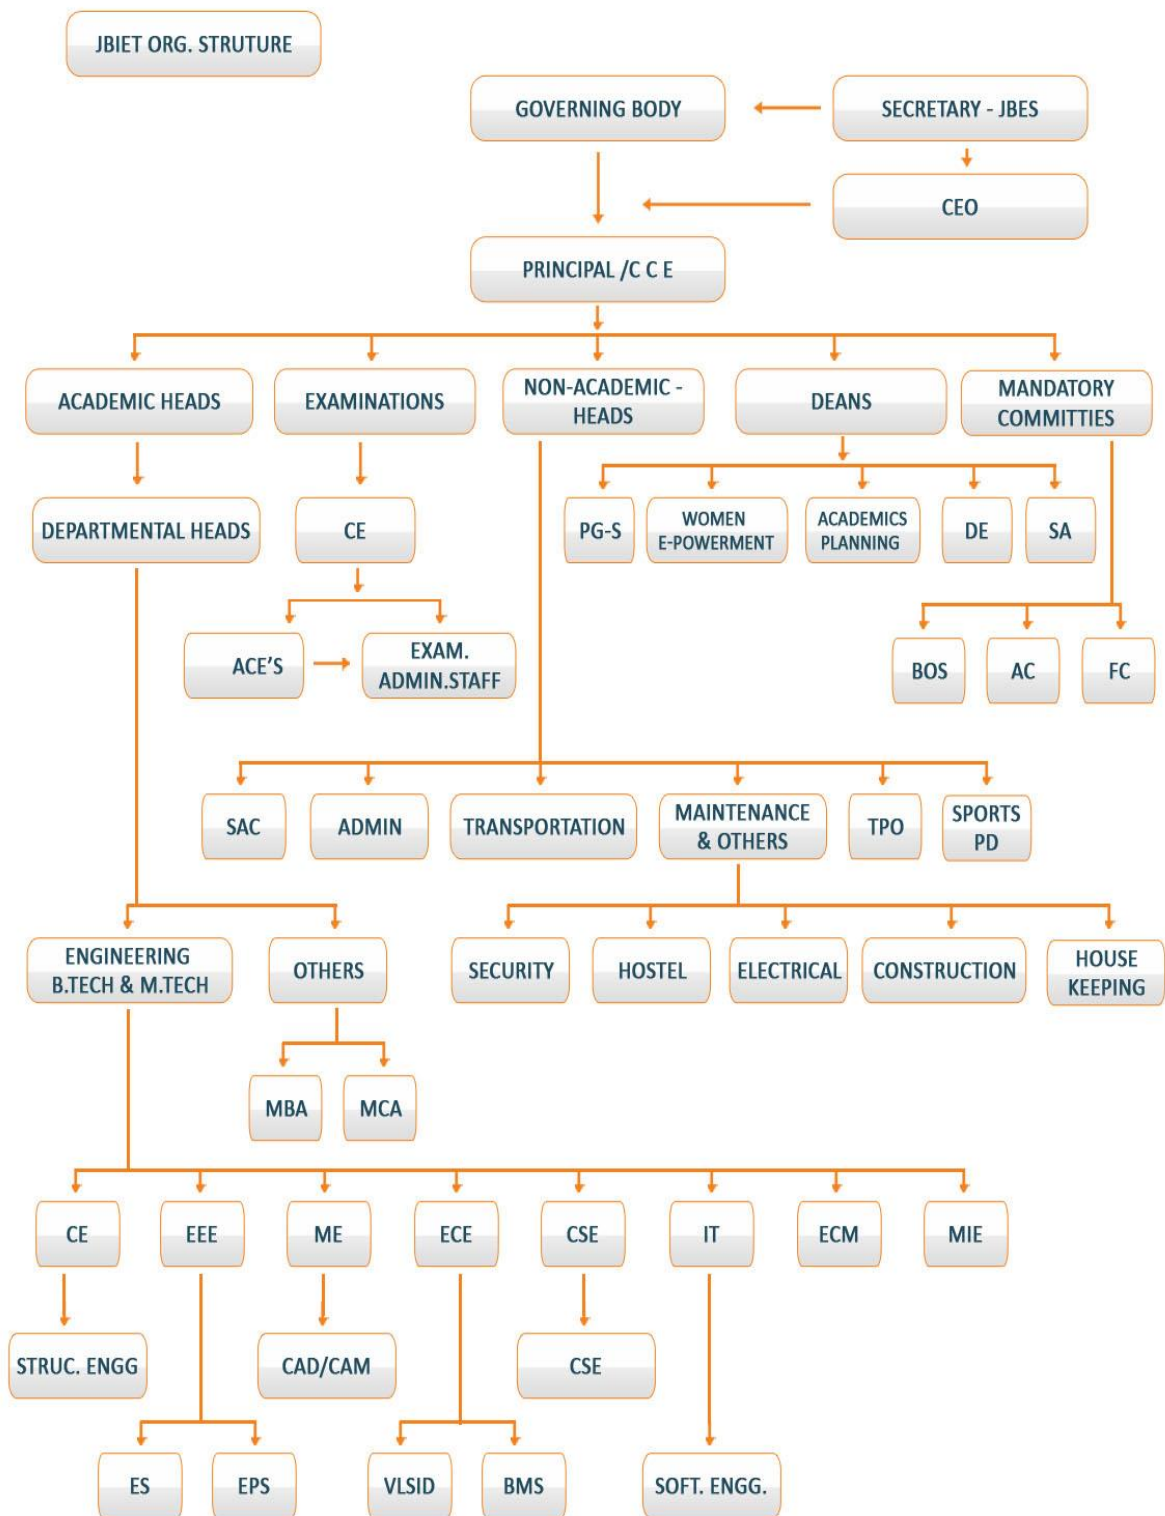 JBIET ORG. STRUTURE
GOVERNING BODY
SECRETARY - JBES
CEO
PRINCIPAL /C C E
ACADEMIC HEADS
EXAMINATIONS
NON-ACADEMIC -
HEADS
DEANS
MANDATORY
COMMITTIES
DEPARTMENTAL HEADS
CE
PG-S
WOMEN
E-POWERMENT
ACADEMICS
PLANNING
DE
SA
ACE'S
EXAM.
ADMIN.STAFF
BOS
AC
FC
SAC
ADMIN
TRANSPORTATION
MAINTENANCE
& OTHERS
TPO
SPORTS
PD
ENGINEERING
B.TECH & M.TECH
OTHERS
SECURITY
HOSTEL
ELECTRICAL
CONSTRUCTION
HOUSE
KEEPING
MBA
MCA
CE
EEE
ME
ECE
CSE
IT
ECM
MIE
STRUC. ENGG
CAD/CAM
CSE
ES
EPS
VLSID
BMS
SOFT. ENGG.